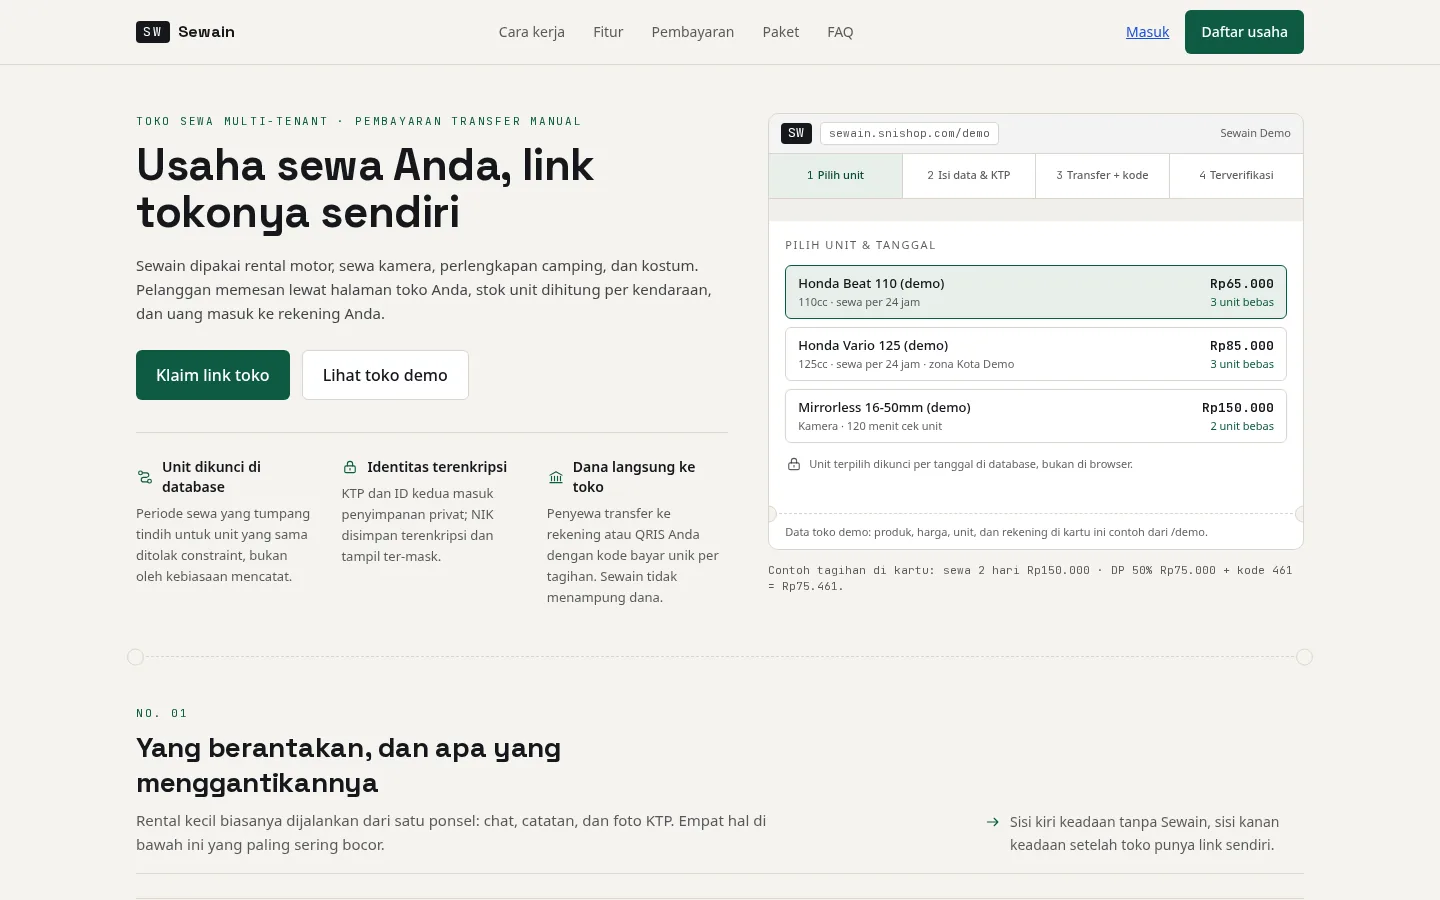 SW Sewain
Cara kerja Fitur Pembayaran Paket FAQ
Masuk Daftar usaha
TOKO SEWA MULTI-TENANT · PEMBAYARAN TRANSFER MANUAL
Usaha sewa Anda, link
tokonya sendiri
Sewain dipakai rental motor, sewa kamera, perlengkapan camping, dan kostum.
Pelanggan memesan lewat halaman toko Anda, stok unit dihitung per kendaraan,
dan uang masuk ke rekening Anda.
Klaim link toko Lihat toko demo
Unit dikunci di
database
Periode sewa yang tumpang
tindih untuk unit yang sama
ditolak constraint, bukan
oleh kebiasaan mencatat.
Identitas terenkripsi
KTP dan ID kedua masuk
penyimpanan privat; NIK
disimpan terenkripsi dan
tampil ter-mask.
Dana langsung ke
toko
Penyewa transfer ke
rekening atau QRIS Anda
dengan kode bayar unik per
tagihan. Sewain tidak
menampung dana.
SW sewain.snishop.com/demo Sewain Demo
1 Pilih unit 2 Isi data & KTP 3 Transfer + kode 4 Terverifikasi
PILIH UNIT & TANGGAL
Honda Beat 110 (demo) Rp65.000
110cc · sewa per 24 jam 3 unit bebas
Honda Vario 125 (demo) Rp85.000
125cc · sewa per 24 jam · zona Kota Demo 3 unit bebas
Mirrorless 16-50mm (demo) Rp150.000
Kamera · 120 menit cek unit 2 unit bebas
Unit terpilih dikunci per tanggal di database, bukan di browser.
Data toko demo: produk, harga, unit, dan rekening di kartu ini contoh dari /demo.
Contoh tagihan di kartu: sewa 2 hari Rp150.000 · DP 50% Rp75.000 + kode 461
= Rp75.461.
NO. 01
Yang berantakan, dan apa yang
menggantikannya
Rental kecil biasanya dijalankan dari satu ponsel: chat, catatan, dan foto KTP. Empat hal di
bawah ini yang paling sering bocor.
→ Sisi kiri keadaan tanpa Sewain, sisi kanan
keadaan setelah toko punya link sendiri.